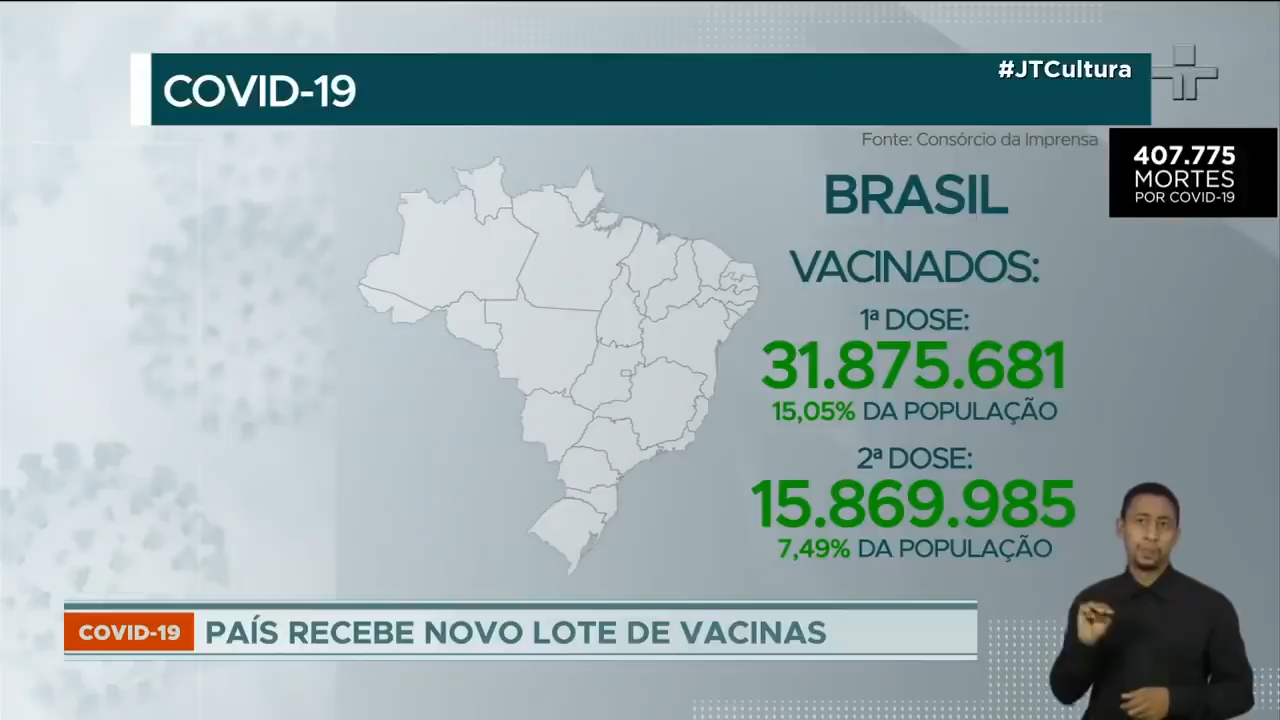 COVID-19
#JTCultura
Fonte: Consórcio da Imprensa
407.775
MORTES
POR COVID-19
BRASIL
VACINADOS:
1ª DOSE:
31.875.681
15,05% DA POPULAÇÃO
2ª DOSE:
15.869.985
7,49% DA POPULAÇÃO
COVID-19 PAÍS RECEBE NOVO LOTE DE VACINAS